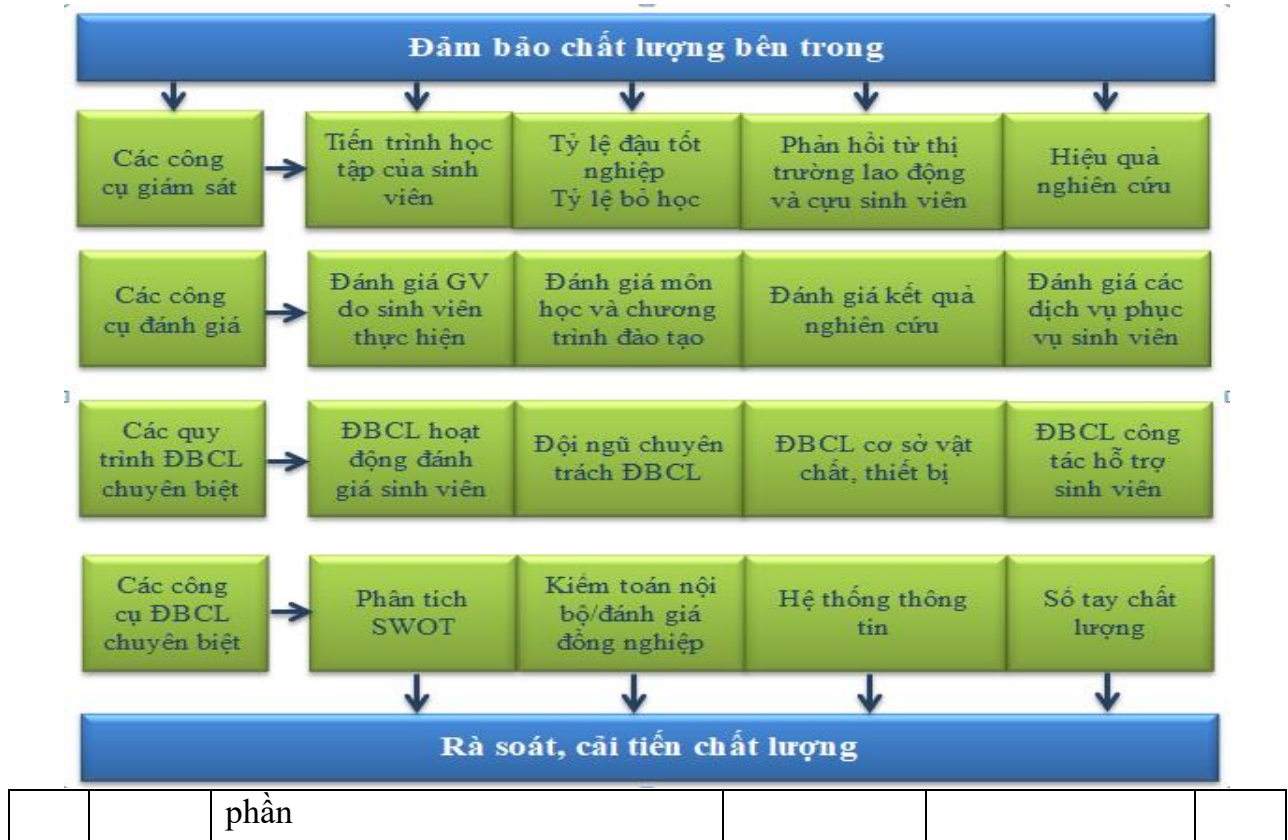 Đảm bảo chất lượng bên trong
Các công
cụ giám sát
Tiến trình học
tập của sinh
viên
Tỷ lệ đậu tốt
nghiệp
Tỷ lệ bỏ học
Phản hồi từ thị
trường lao động
và cựu sinh viên
Hiệu quả
nghiên cứu
Các công
cụ đánh giá
Đánh giá GV
do sinh viên
thực hiện
Đánh giá môn
học và chương
trình đào tạo
Đánh giá kết quả
nghiên cứu
Đánh giá các
dịch vụ phục
vụ sinh viên
Các quy
trình ĐBCL
chuyên biệt
ĐBCL hoạt
động đánh
giá sinh viên
Đội ngũ chuyên
trách ĐBCL
ĐBCL cơ sở vật
chất, thiết bị
ĐBCL công
tác hỗ trợ
sinh viên
Các công
cụ ĐBCL
chuyên biệt
Phân tích
SWOT
Kiểm toán nội
bộ/đánh giá
đồng nghiệp
Hệ thống thông
tin
Sổ tay chất
lượng
Rà soát, cải tiến chất lượng
phần